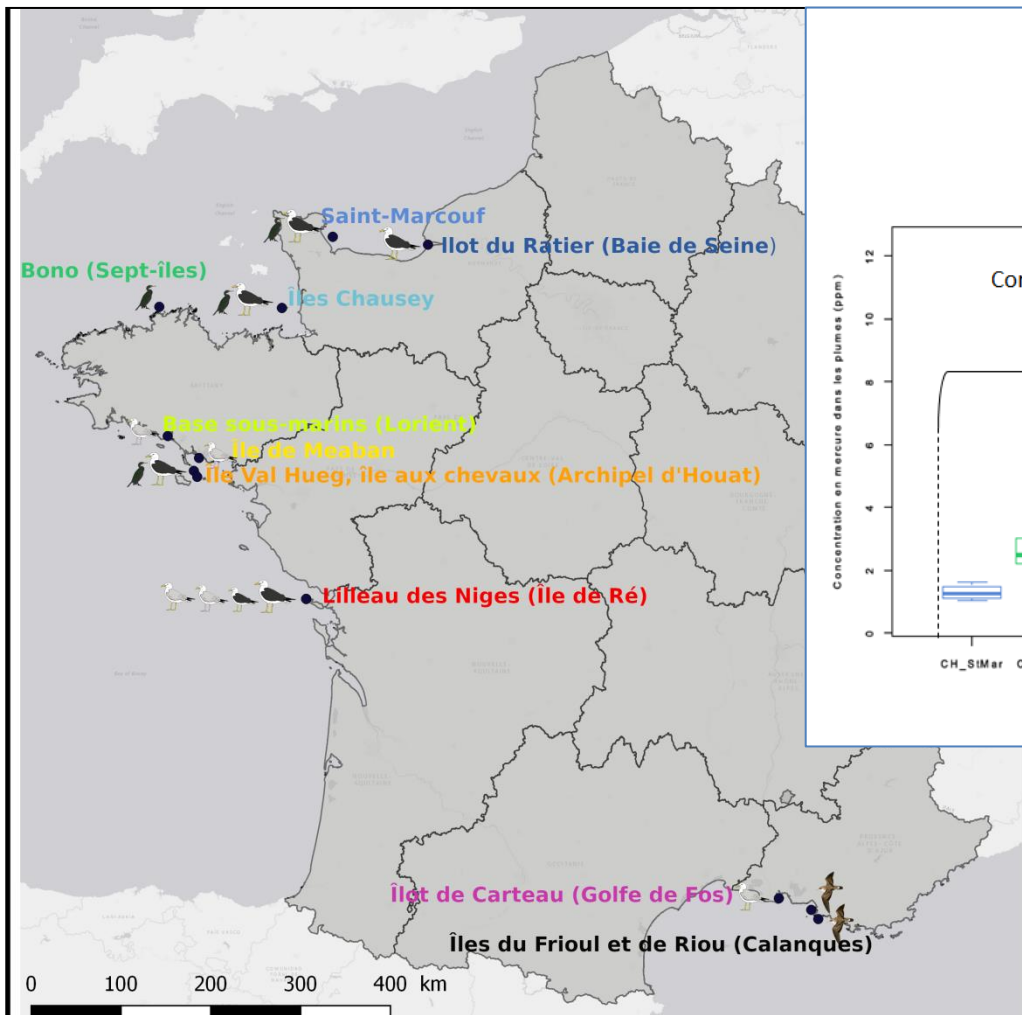 Saint-Marcouf
Ilot du Ratier (Baie de Seine)
Bono (Sept-îles)
Îles Chausey
Base sous-marins (Lorient)
Île de Meaban
Île Val Hueg, île aux chevaux (Archipel d'Houat)
Lilleau des Niges (Île de Ré)
Îlot de Carteau (Golfe de Fos)
Îles du Frioul et de Riou (Calanques)
0 100 200 300 400 km
Con
Concentration en mercure dans les plumes (ppm)
12
10
8
6
4
2
0
CH_StMar